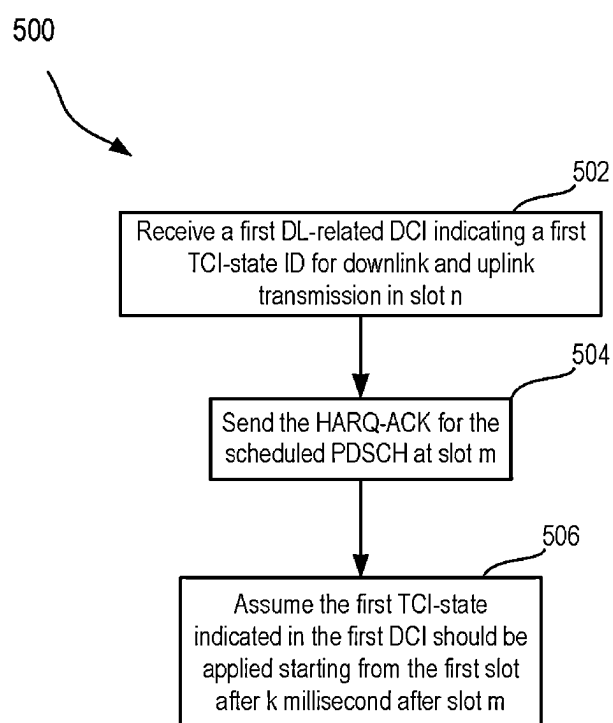 500
502
Receive a first DL-related DCI indicating a first
TCI-state ID for downlink and uplink
transmission in slot n
504
Send the HARQ-ACK for the
scheduled PDSCH at slot m
506
Assume the first TCI-state
indicated in the first DCI should be
applied starting from the first slot
after k millisecond after slot m